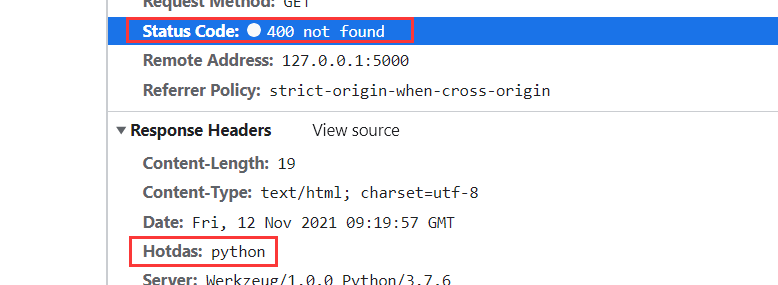 Request Method: GET
Status Code: 400 not found
Remote Address: 127.0.0.1:5000
Referrer Policy: strict-origin-when-cross-origin
Response Headers View source
Content-Length: 19
Content-Type: text/html; charset=utf-8
Date: Fri, 12 Nov 2021 09:19:57 GMT
Hotdas: python
Server: Werkzeug/1.0.0 Python/3.7.6